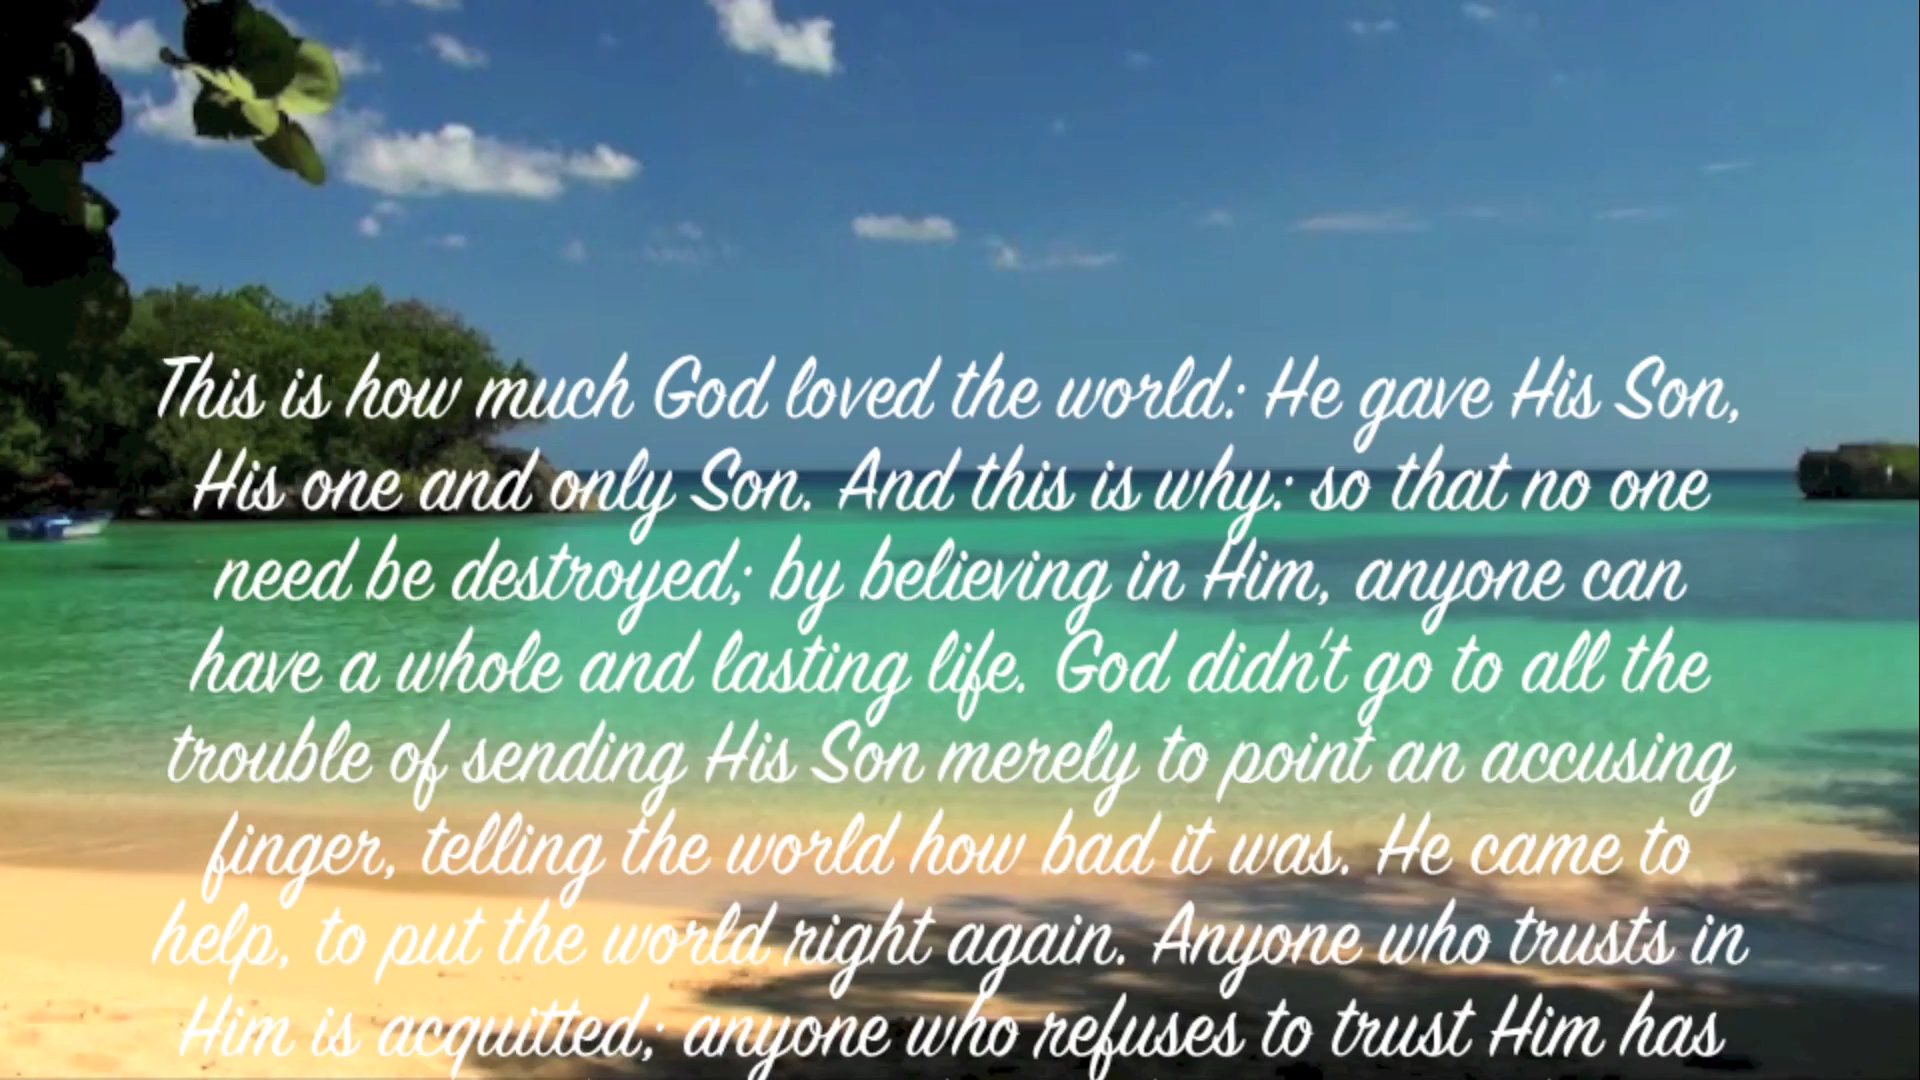 This is how much God loved the world: He gave His Son,
His one and only Son. And this is why: so that no one
need be destroyed; by believing in Him, anyone can
have a whole and lasting life. God didn't go to all the
trouble of sending His Son merely to point an accusing
finger, telling the world how bad it was. He came to
help, to put the world right again. Anyone who trusts in
Him is acquitted; anyone who refuses to trust Him has